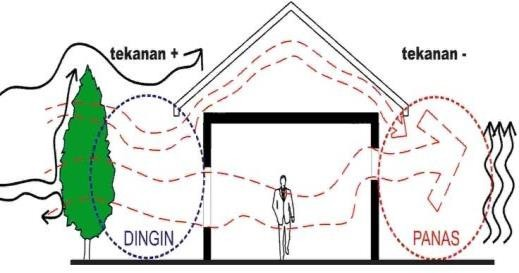 tekanan +
tekanan -
DINGIN
PANAS